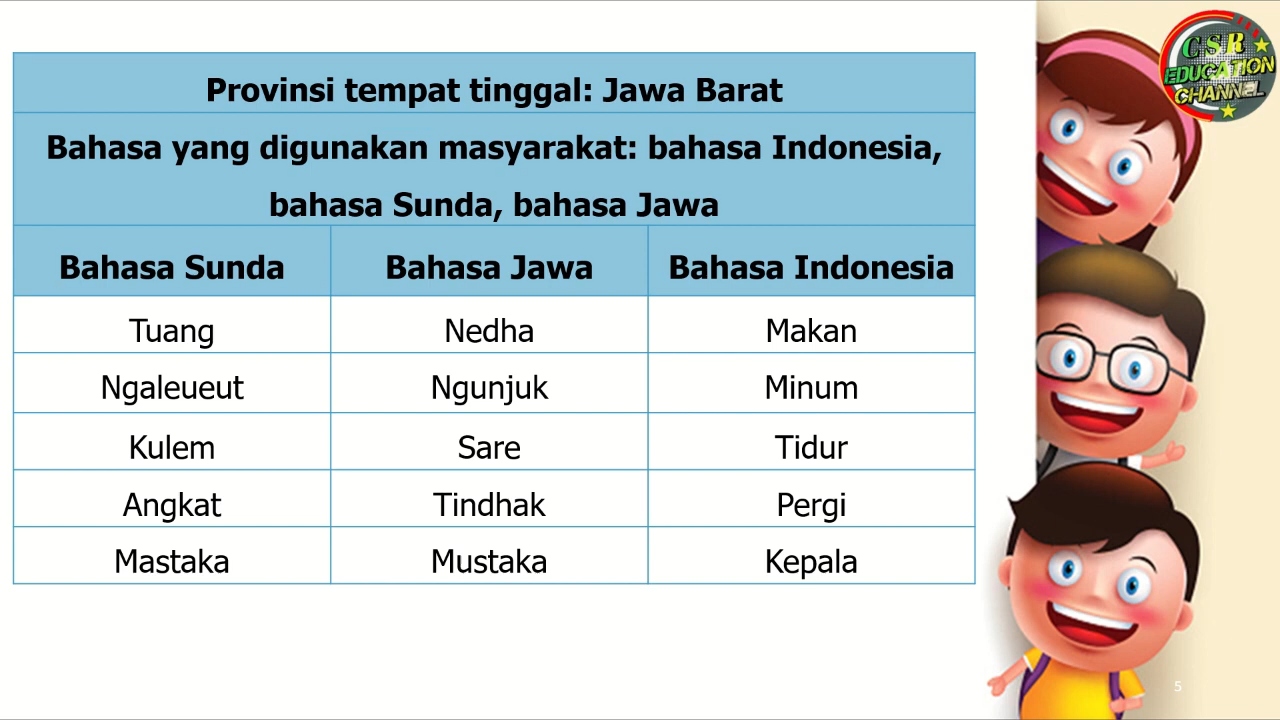 CSR
EDUCATION
CHANNEL
Provinsi tempat tinggal: Jawa Barat
Bahasa yang digunakan masyarakat: bahasa Indonesia,
bahasa Sunda, bahasa Jawa
Bahasa Sunda Bahasa Jawa Bahasa Indonesia
Tuang Nedha Makan
Ngaleueut Ngunjuk Minum
Kulem Sare Tidur
Angkat Tindhak Pergi
Mastaka Mustaka Kepala
5